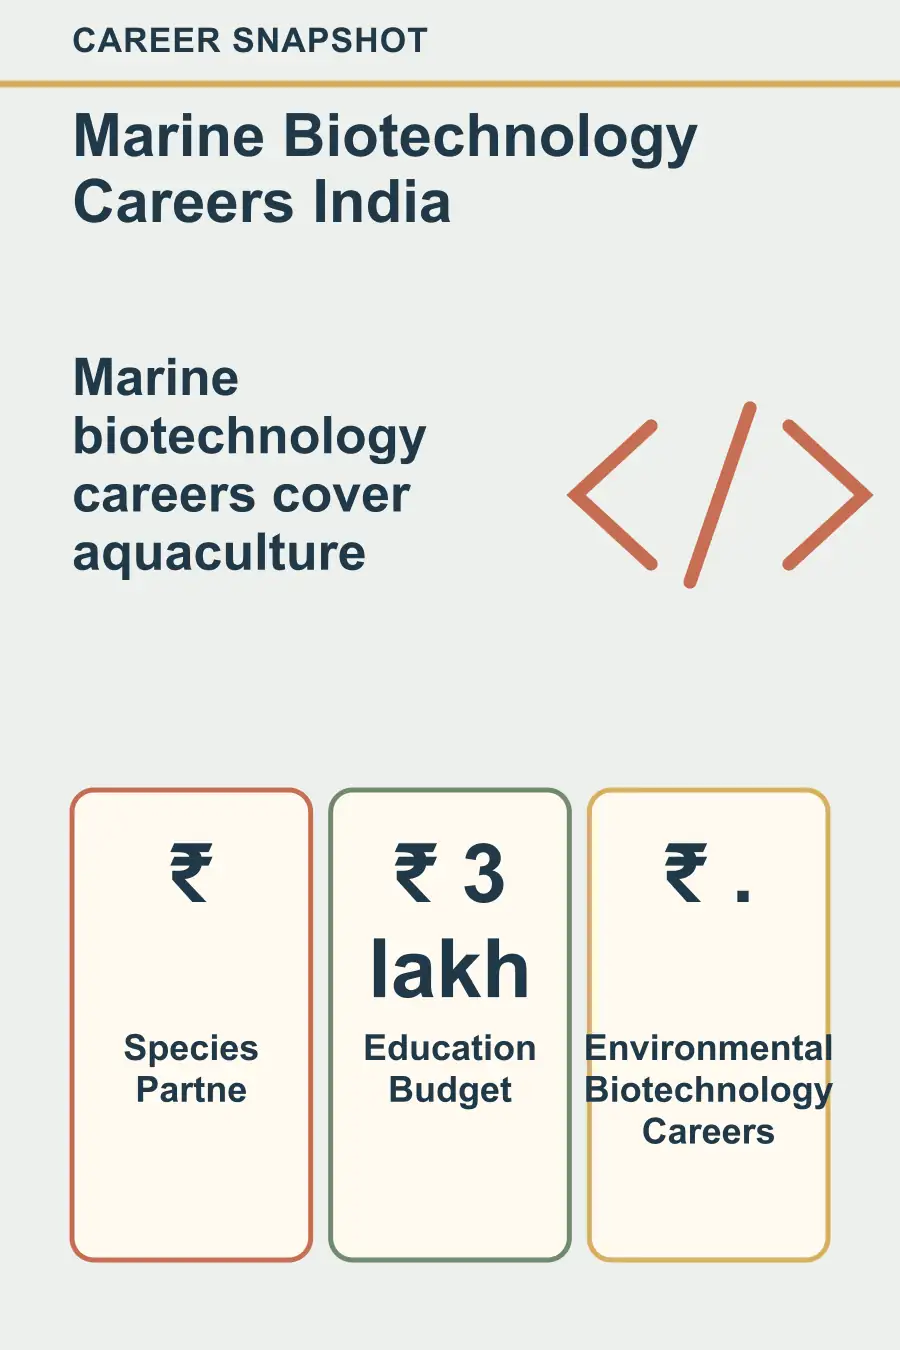 CAREER SNAPSHOT
Marine Biotechnology
Careers India
Marine
biotechnology
careers cover
aquaculture
₹
Species
Partne
₹ 3
lakh
Education
Budget
₹ .
Environmental
Biotechnology
Careers